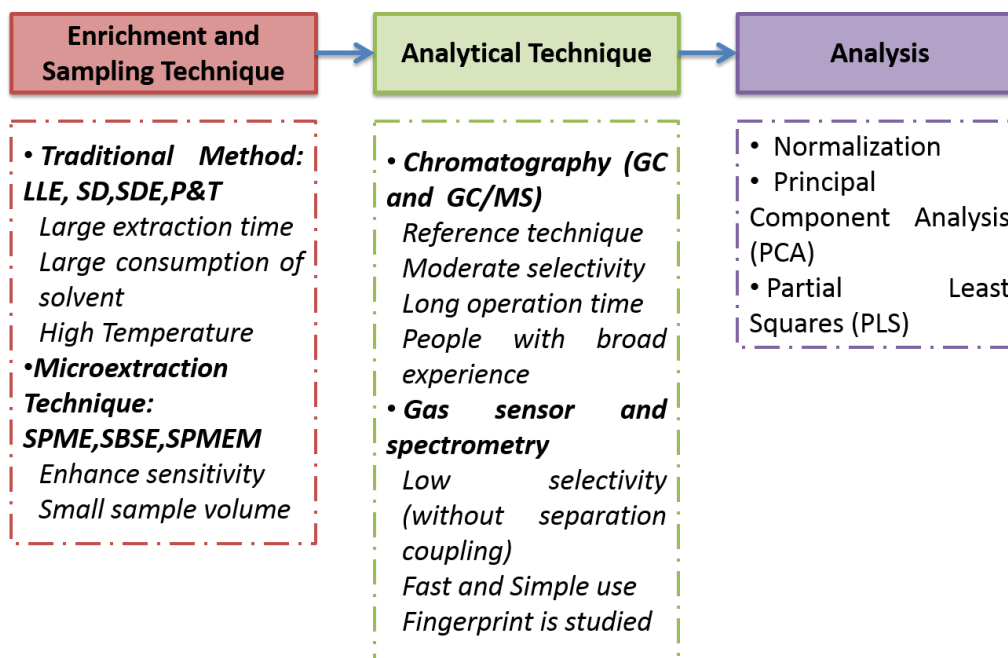 Enrichment and
Sampling Technique
Analytical Technique
Analysis
• Traditional Method:
LLE, SD,SDE,P&T
Large extraction time
Large consumption of
solvent
High Temperature
•Microextraction
Technique:
SPME,SBSE,SPMEM
Enhance sensitivity
Small sample volume
• Chromatography (GC
and GC/MS)
Reference technique
Moderate selectivity
Long operation time
People with broad
experience
• Gas sensor and
spectrometry
Low selectivity
(without separation
coupling)
Fast and Simple use
Fingerprint is studied
• Normalization
• Principal
Component Analysis
(PCA)
• Partial Least
Squares (PLS)